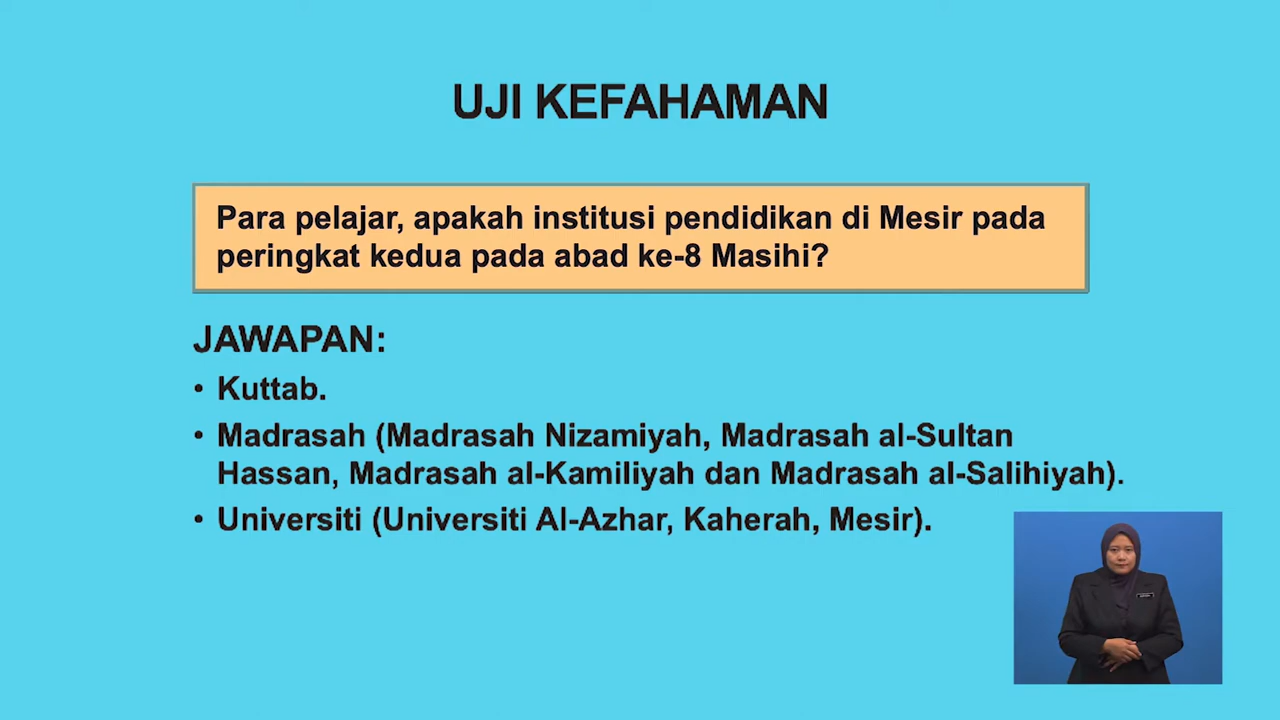 UJI KEFAHAMAN
Para pelajar, apakah institusi pendidikan di Mesir pada
peringkat kedua pada abad ke-8 Masihi?
JAWAPAN:
• Kuttab.
• Madrasah (Madrasah Nizamiyah, Madrasah al-Sultan
Hassan, Madrasah al-Kamiliyah dan Madrasah al-Salihiyah).
• Universiti (Universiti Al-Azhar, Kaherah, Mesir).